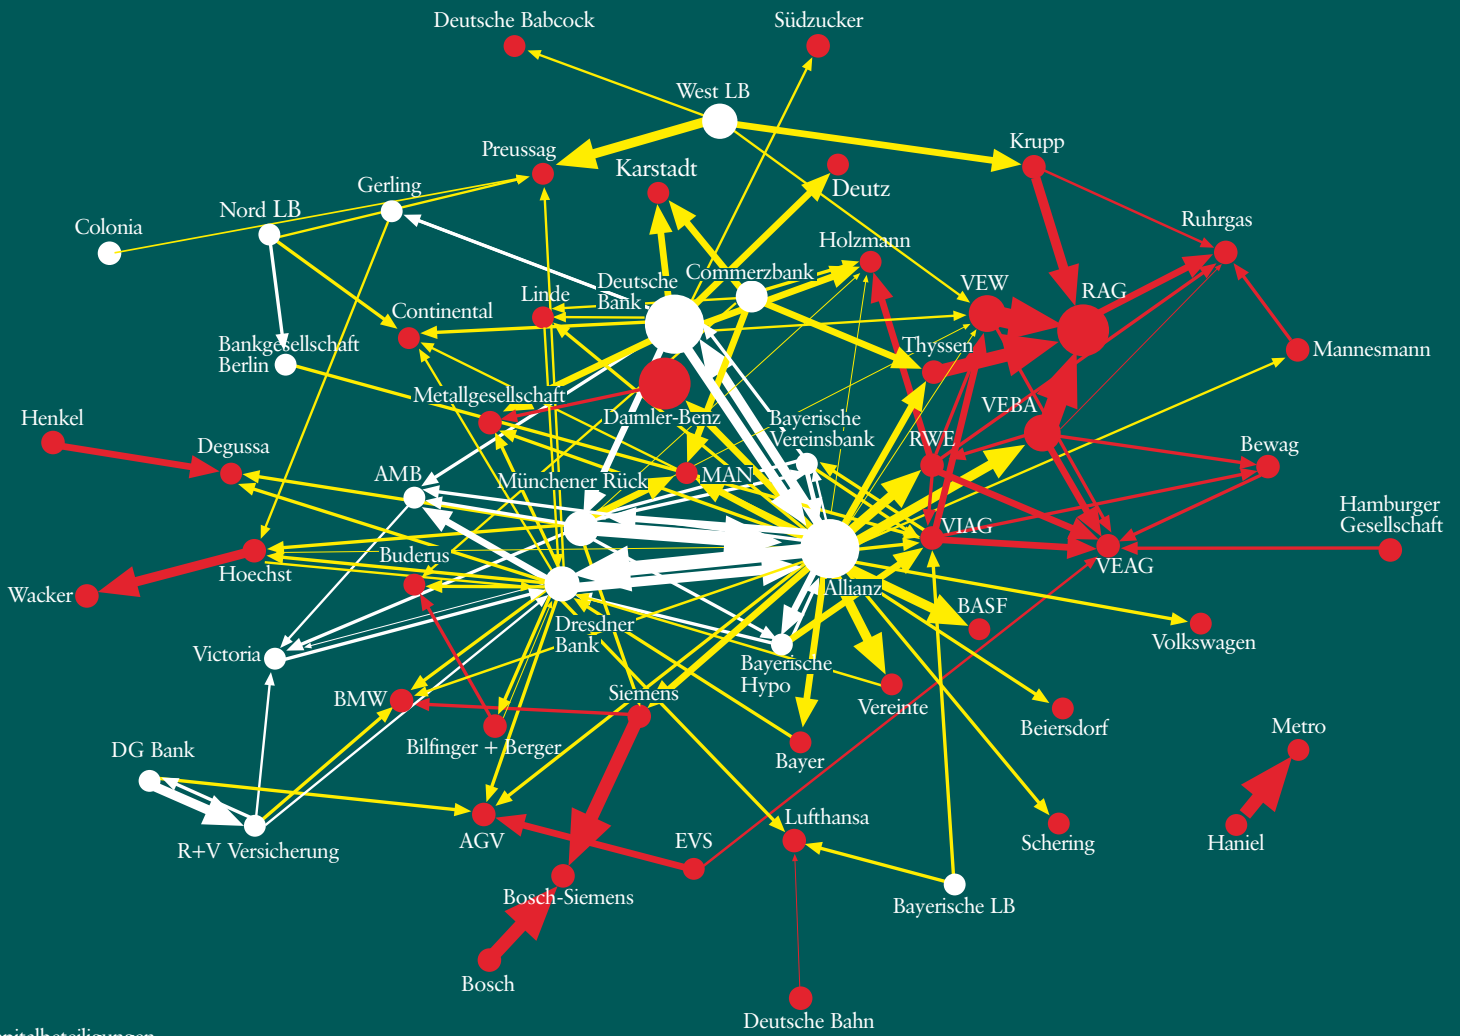 Deutsche Babcock
Südzucker
West LB
Krupp
Preussag
Karstadt
Deutz
Gerling
Nord LB
Colonia
Ruhrgas
Holzmann
Commerzbank
Deutsche
Bank
VEW
RAG
Linde
Continental
Bankgesellschaft
Berlin
Thyssen
Mannesmann
Metallgesellschaft
Daimler-Benz
VEBA
Henkel
Degussa
Bayerische
Vereinsbank
RWE
Bewag
AMB
Münchener Rück
MAN
Hamburger
Gesellschaft
VIAG
Buderus
Hoechst
VEAG
Wacker
Allianz
BASF
Dresdner
Bank
Volkswagen
Victoria
Bayerische
Hypo
BMW
Siemens
Vereinte
Beiersdorf
Bilfinger + Berger
Metro
DG Bank
Bayer
Lufthansa
AGV
EVS
Schering
Haniel
R+V Versicherung
Bosch-Siemens
Bayerische LB
Bosch
Deutsche Bahn